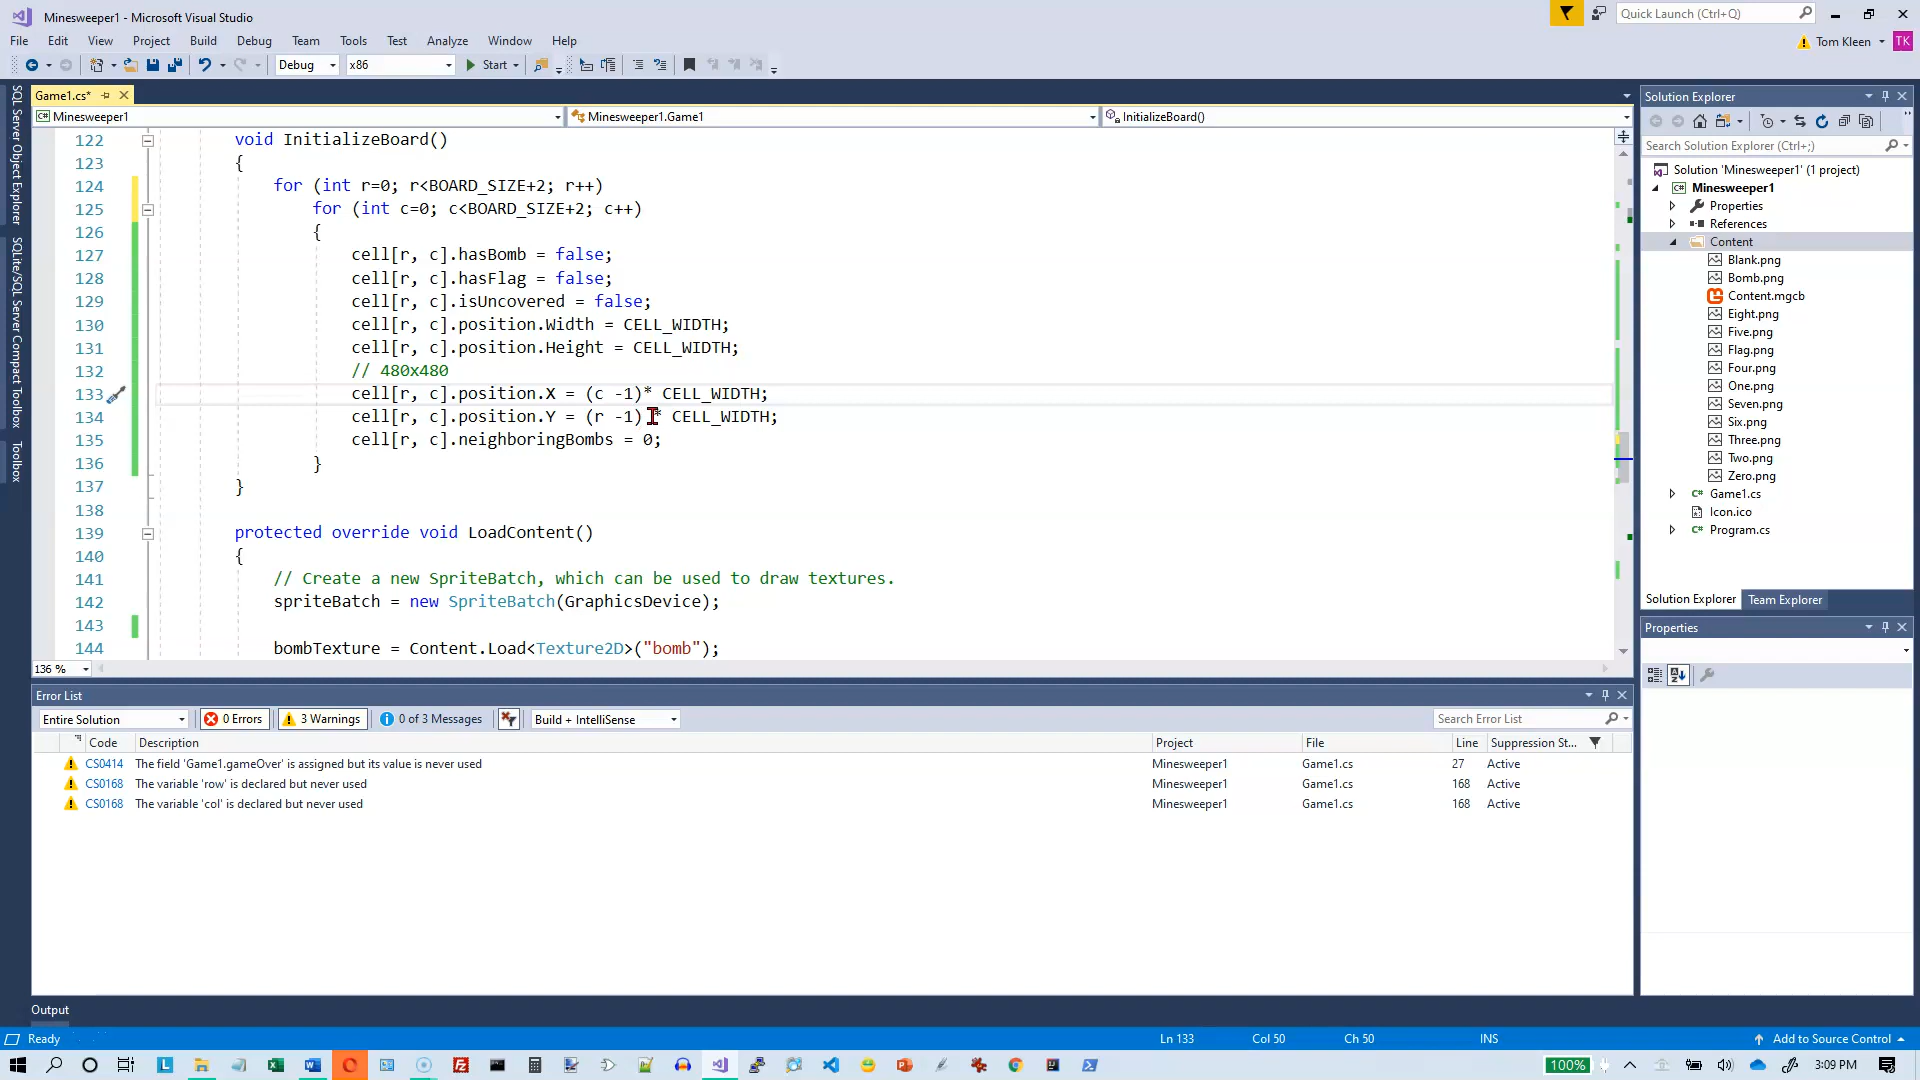 Minesweeper1 - Microsoft Visual Studio
Quick Launch (Ctrl+Q)
File Edit View Project Build Debug Team Tools Test Analyze Window Help
Tom Kleen TK
Debug x86 Start
SQL Server Object Explorer
SQLite/SQL Server Compact Toolbox
Toolbox
Game1.cs*
Minesweeper1 Minesweeper1.Game1 InitializeBoard()
122 void InitializeBoard()
123 {
124 for (int r=0; r<BOARD_SIZE+2; r++)
125 for (int c=0; c<BOARD_SIZE+2; c++)
126 {
127 cell[r, c].hasBomb = false;
128 cell[r, c].hasFlag = false;
129 cell[r, c].isUncovered = false;
130 cell[r, c].position.Width = CELL_WIDTH;
131 cell[r, c].position.Height = CELL_WIDTH;
132 // 480x480
133 cell[r, c].position.X = (c -1)* CELL_WIDTH;
134 cell[r, c].position.Y = (r -1) * CELL_WIDTH;
135 cell[r, c].neighboringBombs = 0;
136 }
137 }
138
139 protected override void LoadContent()
140 {
141 // Create a new SpriteBatch, which can be used to draw textures.
142 spriteBatch = new SpriteBatch(GraphicsDevice);
143
144 bombTexture = Content.Load<Texture2D>("bomb");
136 %
Solution Explorer
Search Solution Explorer (Ctrl+;)
Solution 'Minesweeper1' (1 project)
C# Minesweeper1
Properties
References
Content
Blank.png
Bomb.png
Content.mgcb
Eight.png
Five.png
Flag.png
Four.png
One.png
Seven.png
Six.png
Three.png
Two.png
Zero.png
C# Game1.cs
Icon.ico
C# Program.cs
Solution Explorer Team Explorer
Properties
Error List
Entire Solution 0 Errors 3 Warnings 0 of 3 Messages Build + IntelliSense Search Error List
Code Description Project File Line Suppression St...
CS0414 The field 'Game1.gameOver' is assigned but its value is never used Minesweeper1 Game1.cs 27 Active
CS0168 The variable 'row' is declared but never used Minesweeper1 Game1.cs 168 Active
CS0168 The variable 'col' is declared but never used Minesweeper1 Game1.cs 168 Active
Output
Ready Ln 133 Col 50 Ch 50 INS Add to Source Control
100% 3:09 PM